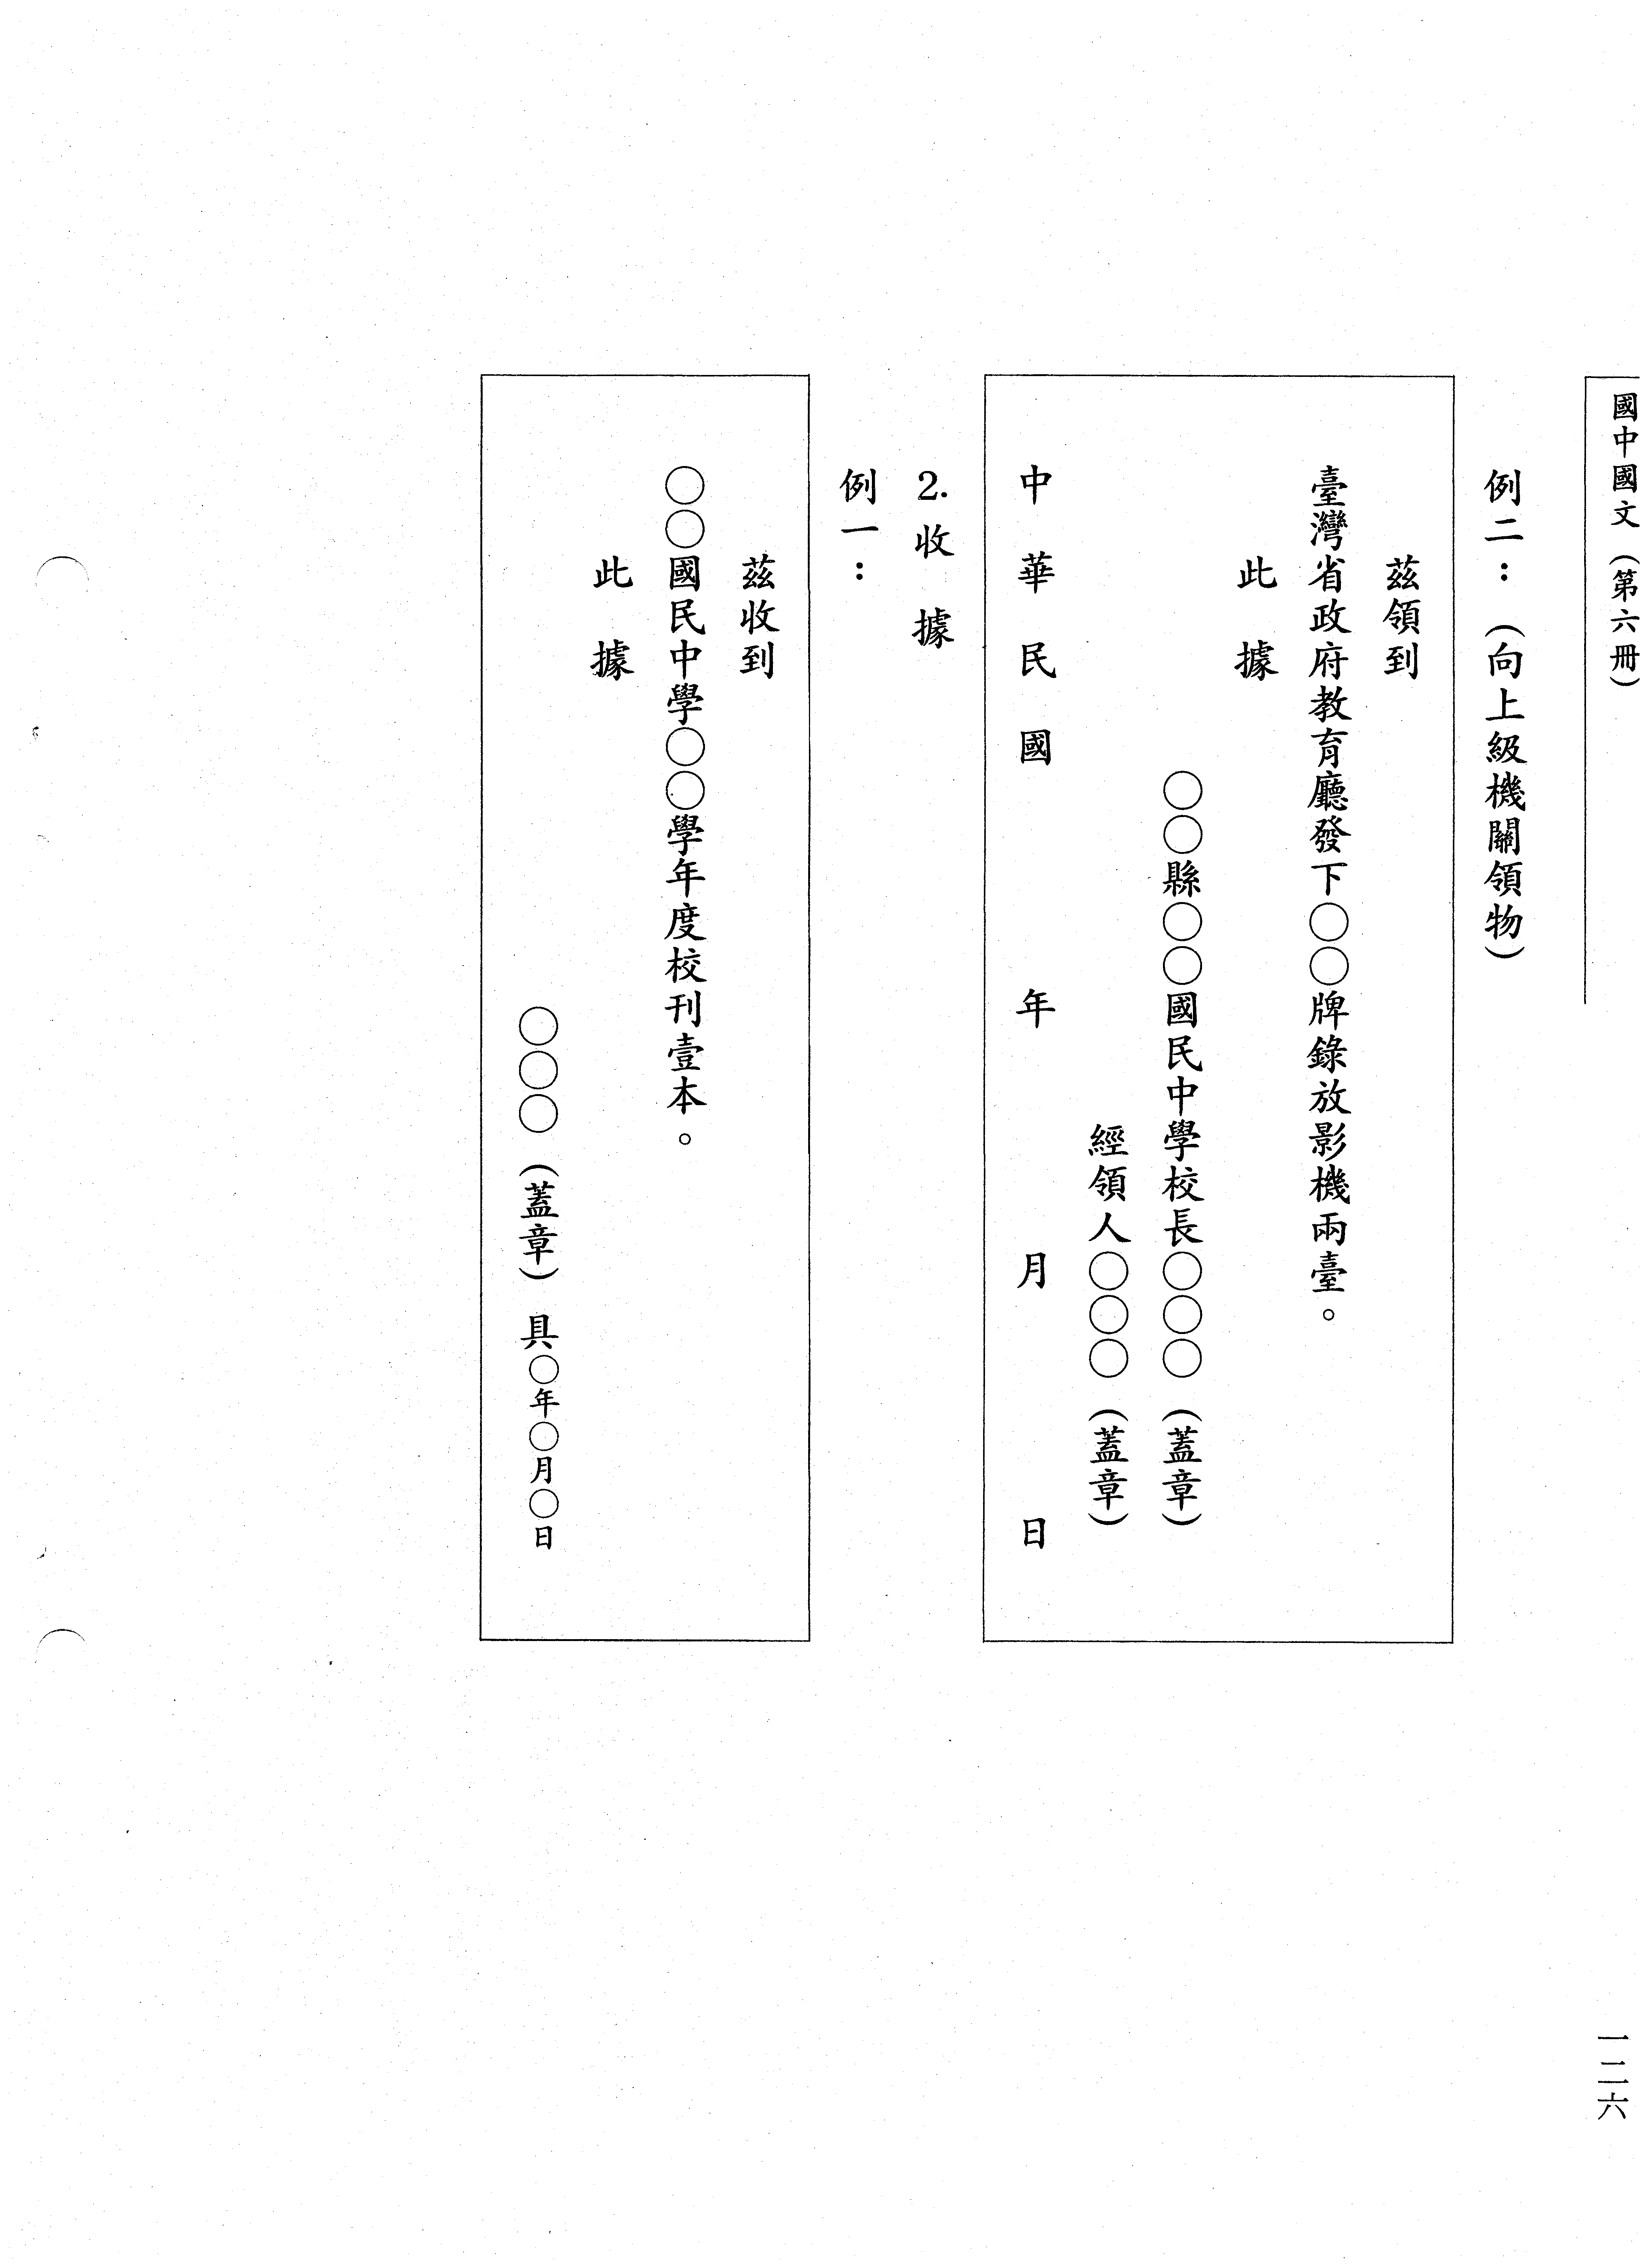 國中國文（第六冊）
例二：（向上級機關領物）
茲領到
臺灣省政府教育廳發下○○牌錄放影機兩臺。
此據
○○縣○○國民中學校長○○○（蓋章）
經領人○○○（蓋章）
中華民國　年　月　日
2.收據
例一：
茲收到
○○國民中學○○學年度校刊壹本。
此據
○○○（蓋章）具○年○月○日
一二六